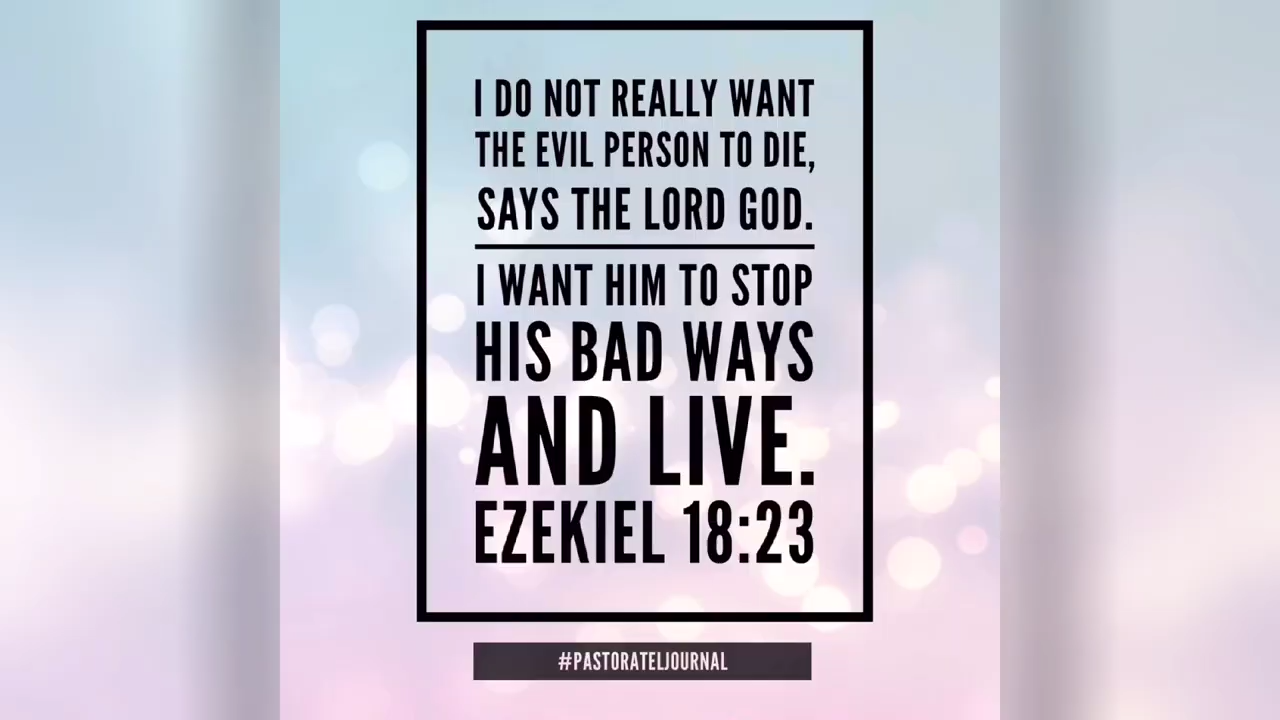 I DO NOT REALLY WANT
THE EVIL PERSON TO DIE,
SAYS THE LORD GOD.
I WANT HIM TO STOP
HIS BAD WAYS
AND LIVE.
EZEKIEL 18:23
#PASTORATELJOURNAL